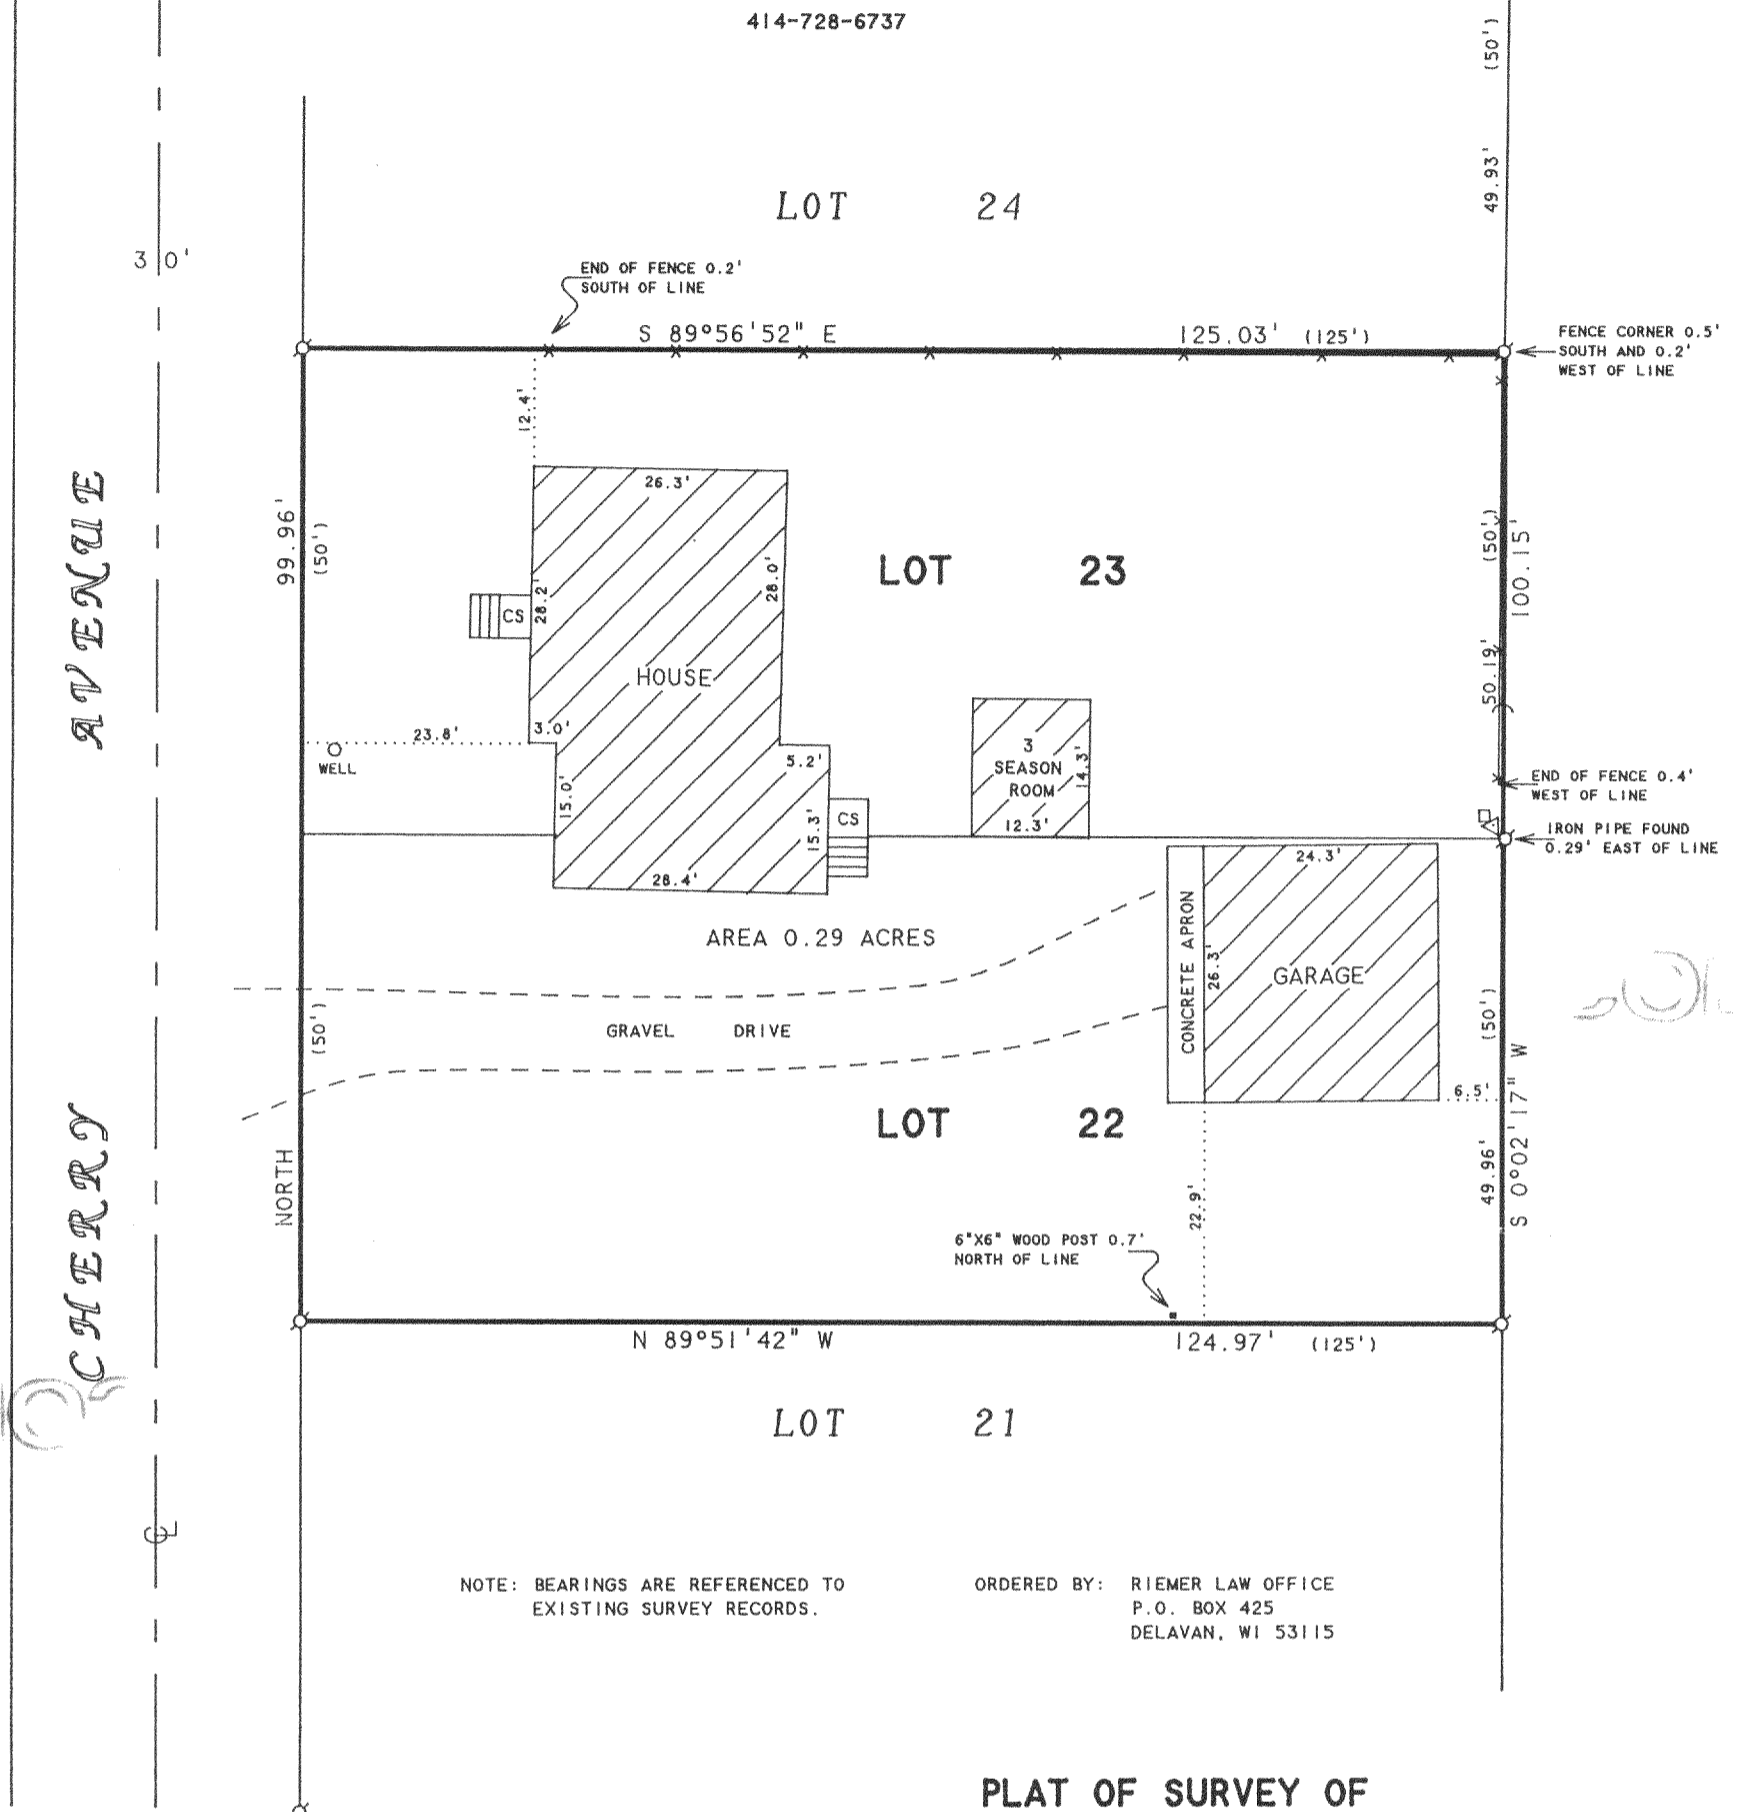 414-728-6737
(50')
49.93'
LOT 24
30'
END OF FENCE 0.2'
SOUTH OF LINE
S 89°56'52" E
125.03' (125')
FENCE CORNER 0.5'
SOUTH AND 0.2'
WEST OF LINE
12.4'
26.3'
99.96'
(50')
LOT 23
(50')
100.15'
28.0'
28.2'
CS
HOUSE
50.19'
AVENUE
23.8'
3.0'
WELL
5.2'
3
SEASON
ROOM
14.3'
12.3'
15.0'
15.3'
CS
END OF FENCE 0.4'
WEST OF LINE
IRON PIPE FOUND
0.29' EAST OF LINE
28.4'
24.3'
AREA 0.29 ACRES
CONCRETE APRON
26.3'
GARAGE
(50')
(50')
GRAVEL DRIVE
6.5'
LOT 22
S 0°02'17" W
49.96'
NORTH
CHERRY
22.9'
6"X6" WOOD POST 0.7'
NORTH OF LINE
N 89°51'42" W
124.97' (125')
LOT 21
℄
NOTE: BEARINGS ARE REFERENCED TO
EXISTING SURVEY RECORDS.
ORDERED BY: RIEMER LAW OFFICE
P.O. BOX 425
DELAVAN, WI 53115
PLAT OF SURVEY OF